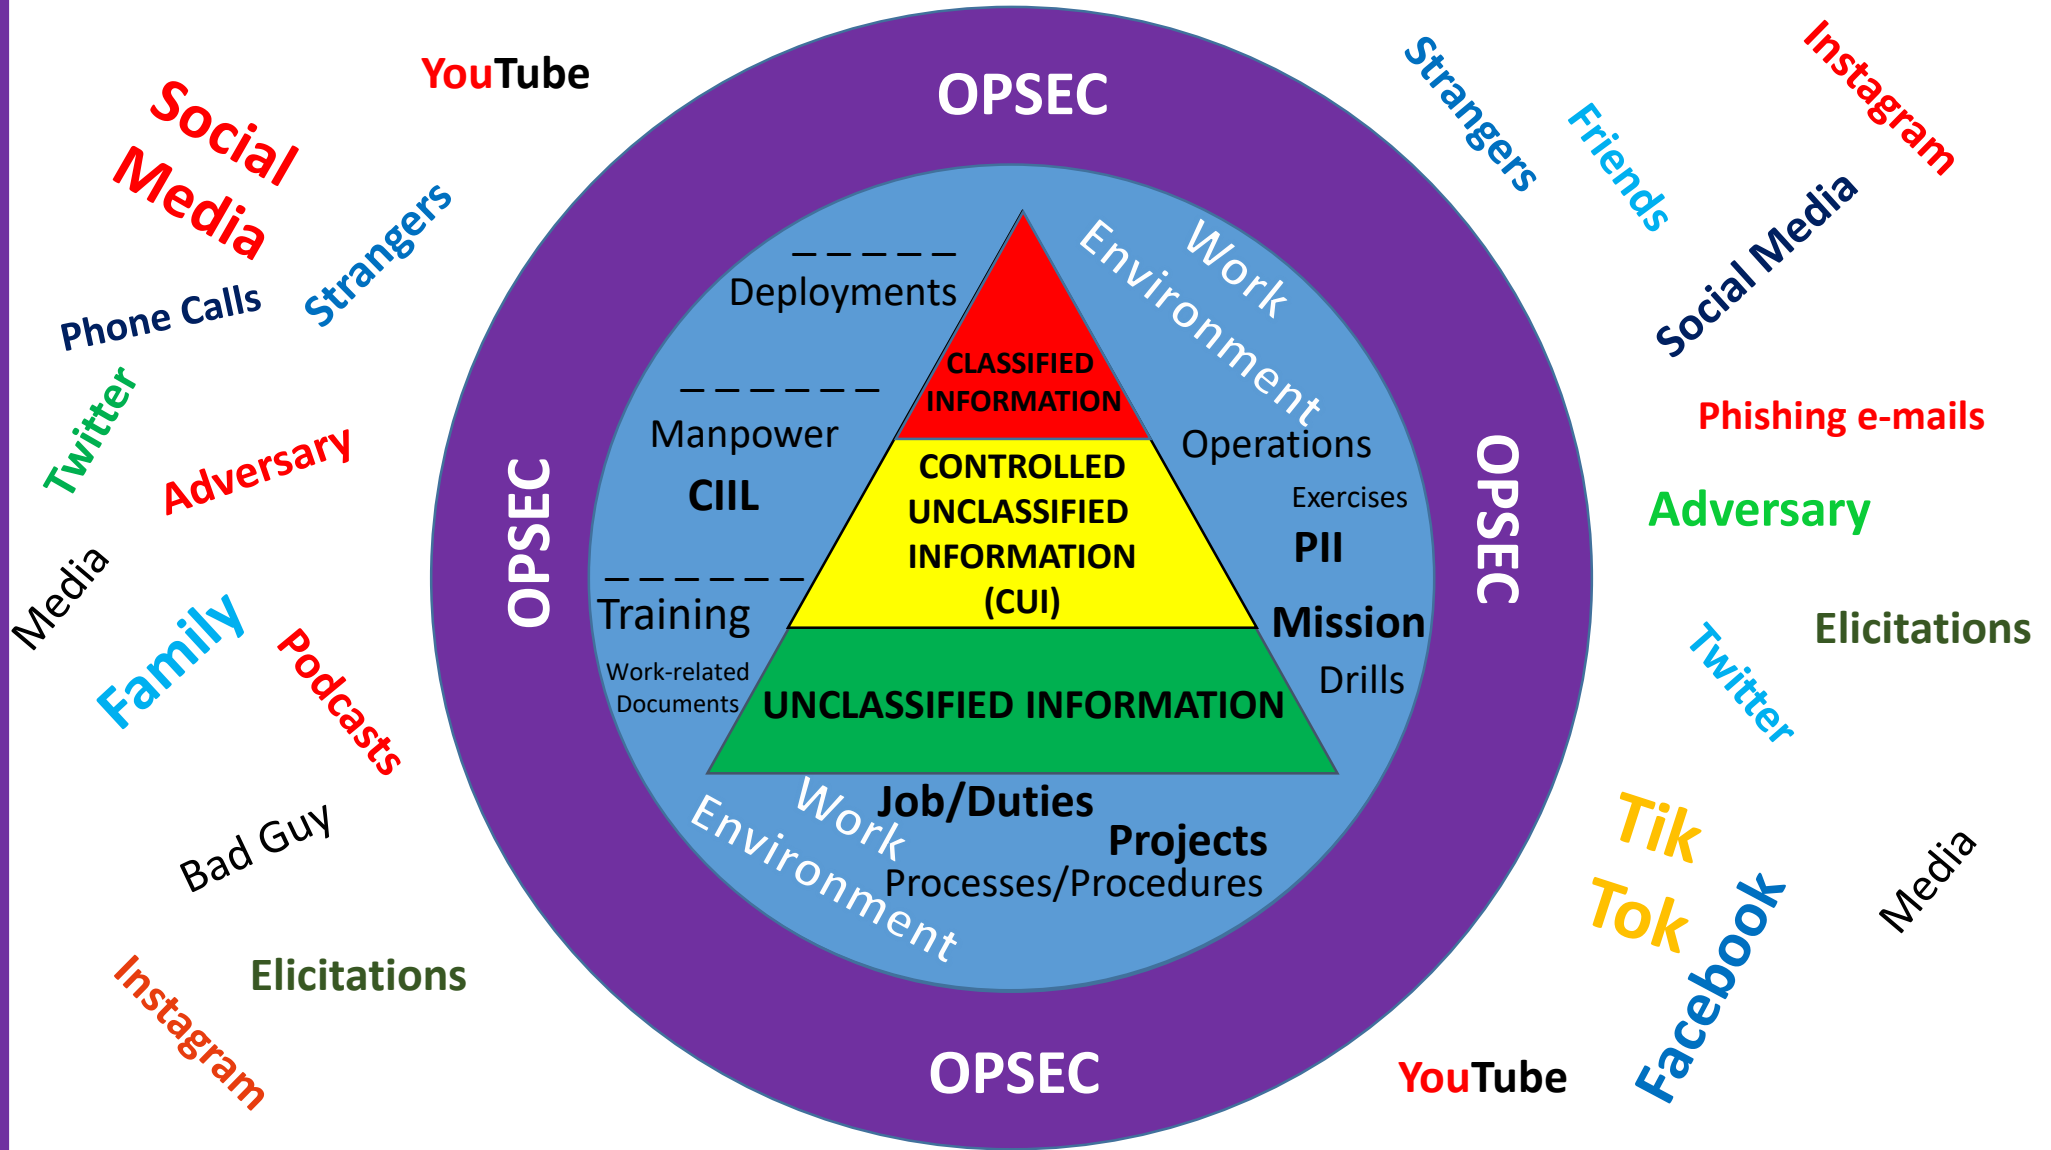 YouTube
Social
Media
Strangers
Phone Calls
Twitter
Adversary
Media
Family
Podcasts
Bad Guy
Elicitations
Instagram
OPSEC
OPSEC
OPSEC
OPSEC
_ _ _ _ _
Deployments
_ _ _ _ _ _
Manpower
CIIL
_ _ _ _ _ _
Training
Work-related
Documents
Work
Environment
CLASSIFIED
INFORMATION
CONTROLLED
UNCLASSIFIED
INFORMATION
(CUI)
UNCLASSIFIED INFORMATION
Operations
Exercises
PII
Mission
Drills
Work
Environment
Job/Duties
Projects
Processes/Procedures
Strangers
Friends
Instagram
Social Media
Phishing e-mails
Adversary
Elicitations
Twitter
Tik
Tok
Media
Facebook
YouTube